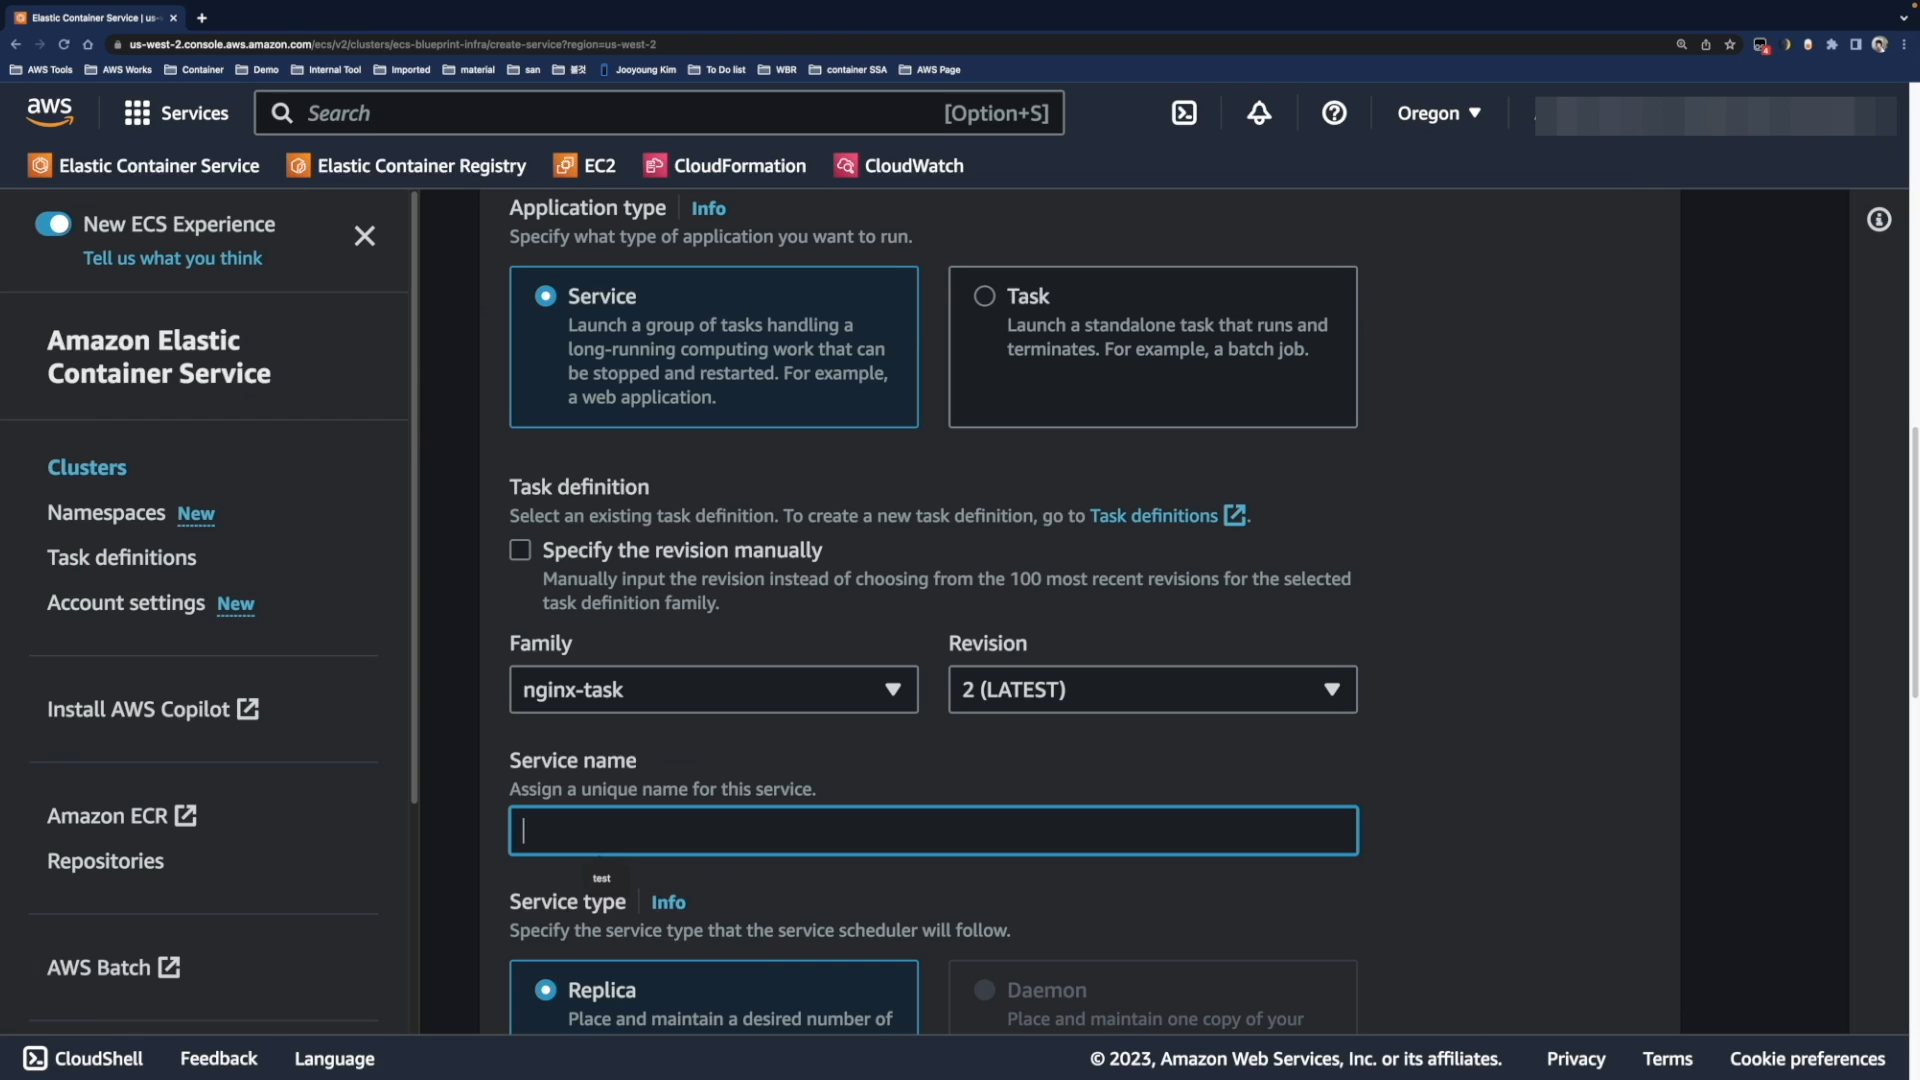 Elastic Container Service | us-
us-west-2.console.aws.amazon.com/ecs/v2/clusters/ecs-blueprint-infra/create-service?region=us-west-2
AWS Tools AWS Works Container Demo Internal Tool Imported material san 볼것 Jooyoung Kim To Do list WBR container SSA AWS Page
aws Services Search [Option+S] Oregon
Elastic Container Service Elastic Container Registry EC2 CloudFormation CloudWatch
New ECS Experience
Tell us what you think
Amazon Elastic
Container Service
Clusters
Namespaces New
Task definitions
Account settings New
Install AWS Copilot
Amazon ECR
Repositories
AWS Batch
Application type Info
Specify what type of application you want to run.
Service
Launch a group of tasks handling a
long-running computing work that can
be stopped and restarted. For example,
a web application.
Task
Launch a standalone task that runs and
terminates. For example, a batch job.
Task definition
Select an existing task definition. To create a new task definition, go to Task definitions.
Specify the revision manually
Manually input the revision instead of choosing from the 100 most recent revisions for the selected
task definition family.
Family
nginx-task
Revision
2 (LATEST)
Service name
Assign a unique name for this service.
test
Service type Info
Specify the service type that the service scheduler will follow.
Replica
Place and maintain a desired number of
Daemon
Place and maintain one copy of your
CloudShell Feedback Language © 2023, Amazon Web Services, Inc. or its affiliates. Privacy Terms Cookie preferences